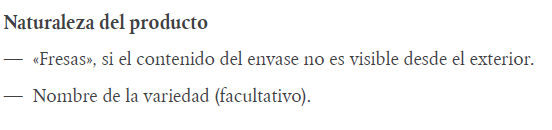 Naturaleza del producto
— «Fresas», si el contenido del envase no es visible desde el exterior.
— Nombre de la variedad (facultativo).